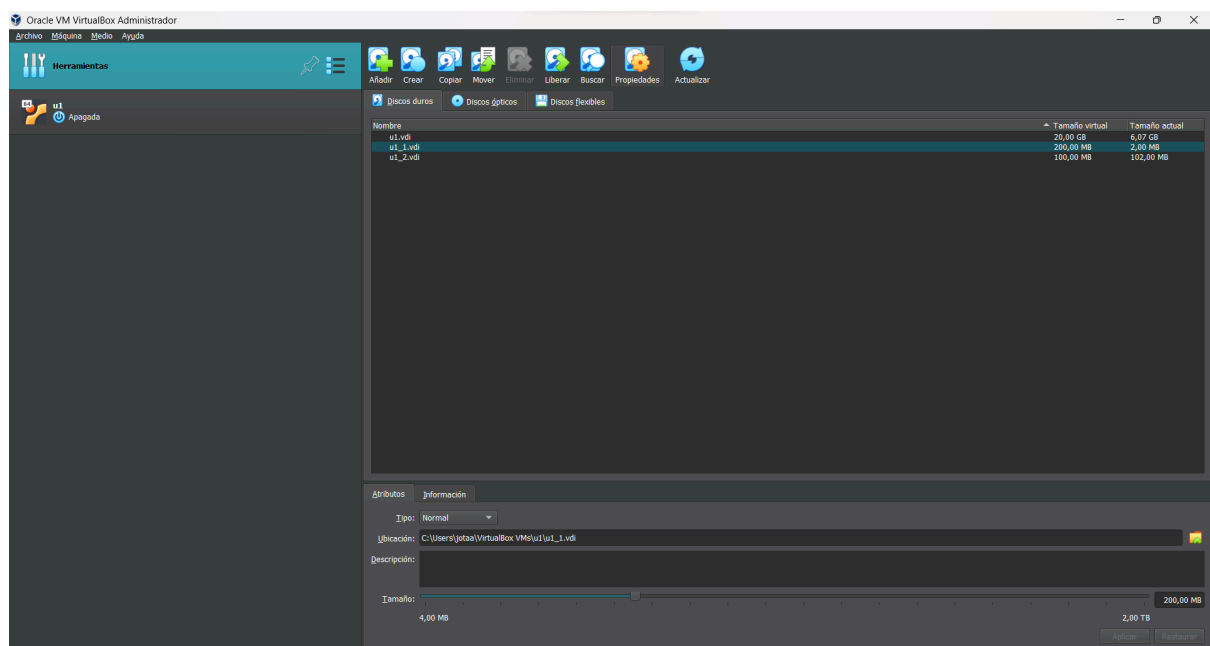 Oracle VM VirtualBox Administrador
Archivo Máquina Medio Ayuda
Herramientas
Añadir Crear Copiar Mover Eliminar Liberar Buscar Propiedades Actualizar
64 u1
Apagada
Discos duros Discos ópticos Discos flexibles
Nombre Tamaño virtual Tamaño actual
u1.vdi 20,00 GB 6,07 GB
u1_1.vdi 200,00 MB 2,00 MB
u1_2.vdi 100,00 MB 102,00 MB
Atributos Información
Tipo: Normal
Ubicación: C:\Users\jotaa\VirtualBox VMs\u1\u1_1.vdi
Descripción:
Tamaño: 200,00 MB
4,00 MB 2,00 TB
Aplicar Restaurar